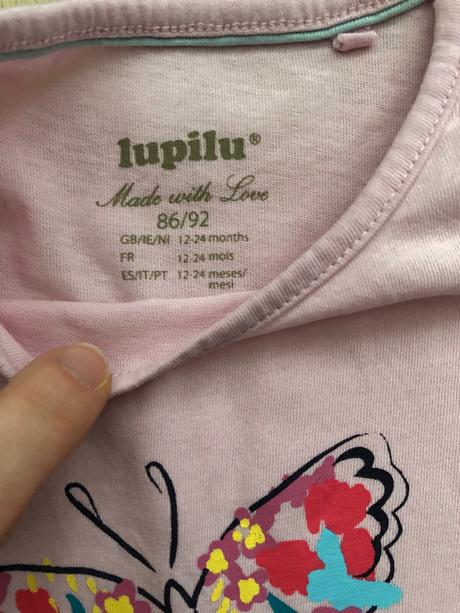 lupilu®
Made with Love
86/92
GB/IE/NI 12-24 months
FR 12-24 mois
ES/IT/PT 12-24 meses/
mesi